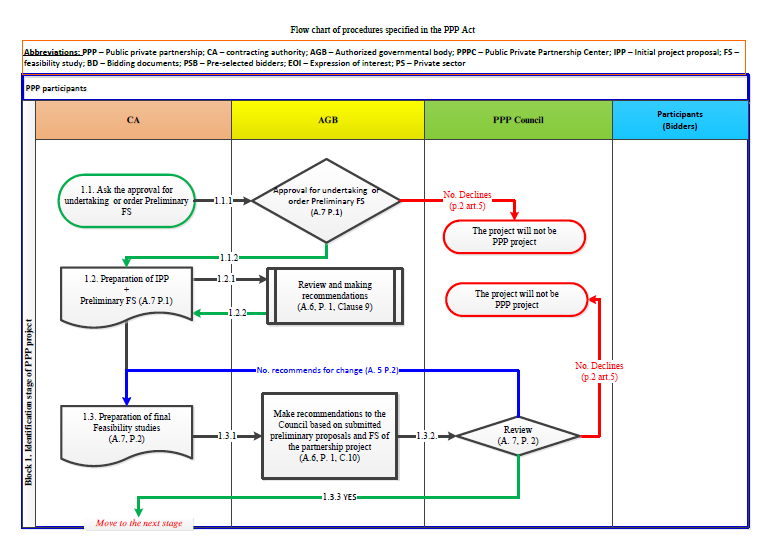 Flow chart of procedures specified in the PPP Act
Abbreviations: PPP – Public private partnership; CA – contracting authority; AGB – Authorized governmental body; PPPC – Public Private Partnership Center; IPP – Initial project proposal; FS –
feasibility study; BD – Bidding documents; PSB – Pre-selected bidders; EOI – Expression of interest; PS – Private sector
PPP participants
CA
AGB
PPP Council
Participants
(Bidders)
Block 1. Identification stage of PPP project
1.1. Ask the approval for
undertaking or order Preliminary
FS
1.1.1
Approval for undertaking or
order Preliminary FS
(A.7 P.1)
No. Declines
(p.2 art.5)
The project will not be
PPP project
1.1.2
1.2. Preparation of IPP
+
Preliminary FS (A.7 P.1)
1.2.1
Review and making
recommendations
(A.6, P. 1, Clause 9)
1.2.2
The project will not be
PPP project
No. Declines
(p.2 art.5)
No. recommends for change (A. 5 P.2)
1.3. Preparation of final
Feasibility studies
(A.7, P.2)
1.3.1
Make recommendations to the
Council based on submitted
preliminary proposals and FS of
the partnership project
(A.6, P. 1, C.10)
1.3.2.
Review
(A. 7, P. 2)
1.3.3 YES
Move to the next stage